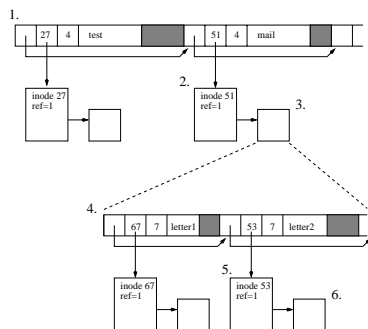 1.
27 4 test 51 4 mail
2.
inode 27
ref=1
inode 51
ref=1
3.
4.
67 7 letter1 53 7 letter2
5.
inode 67
ref=1
inode 53
ref=1
6.